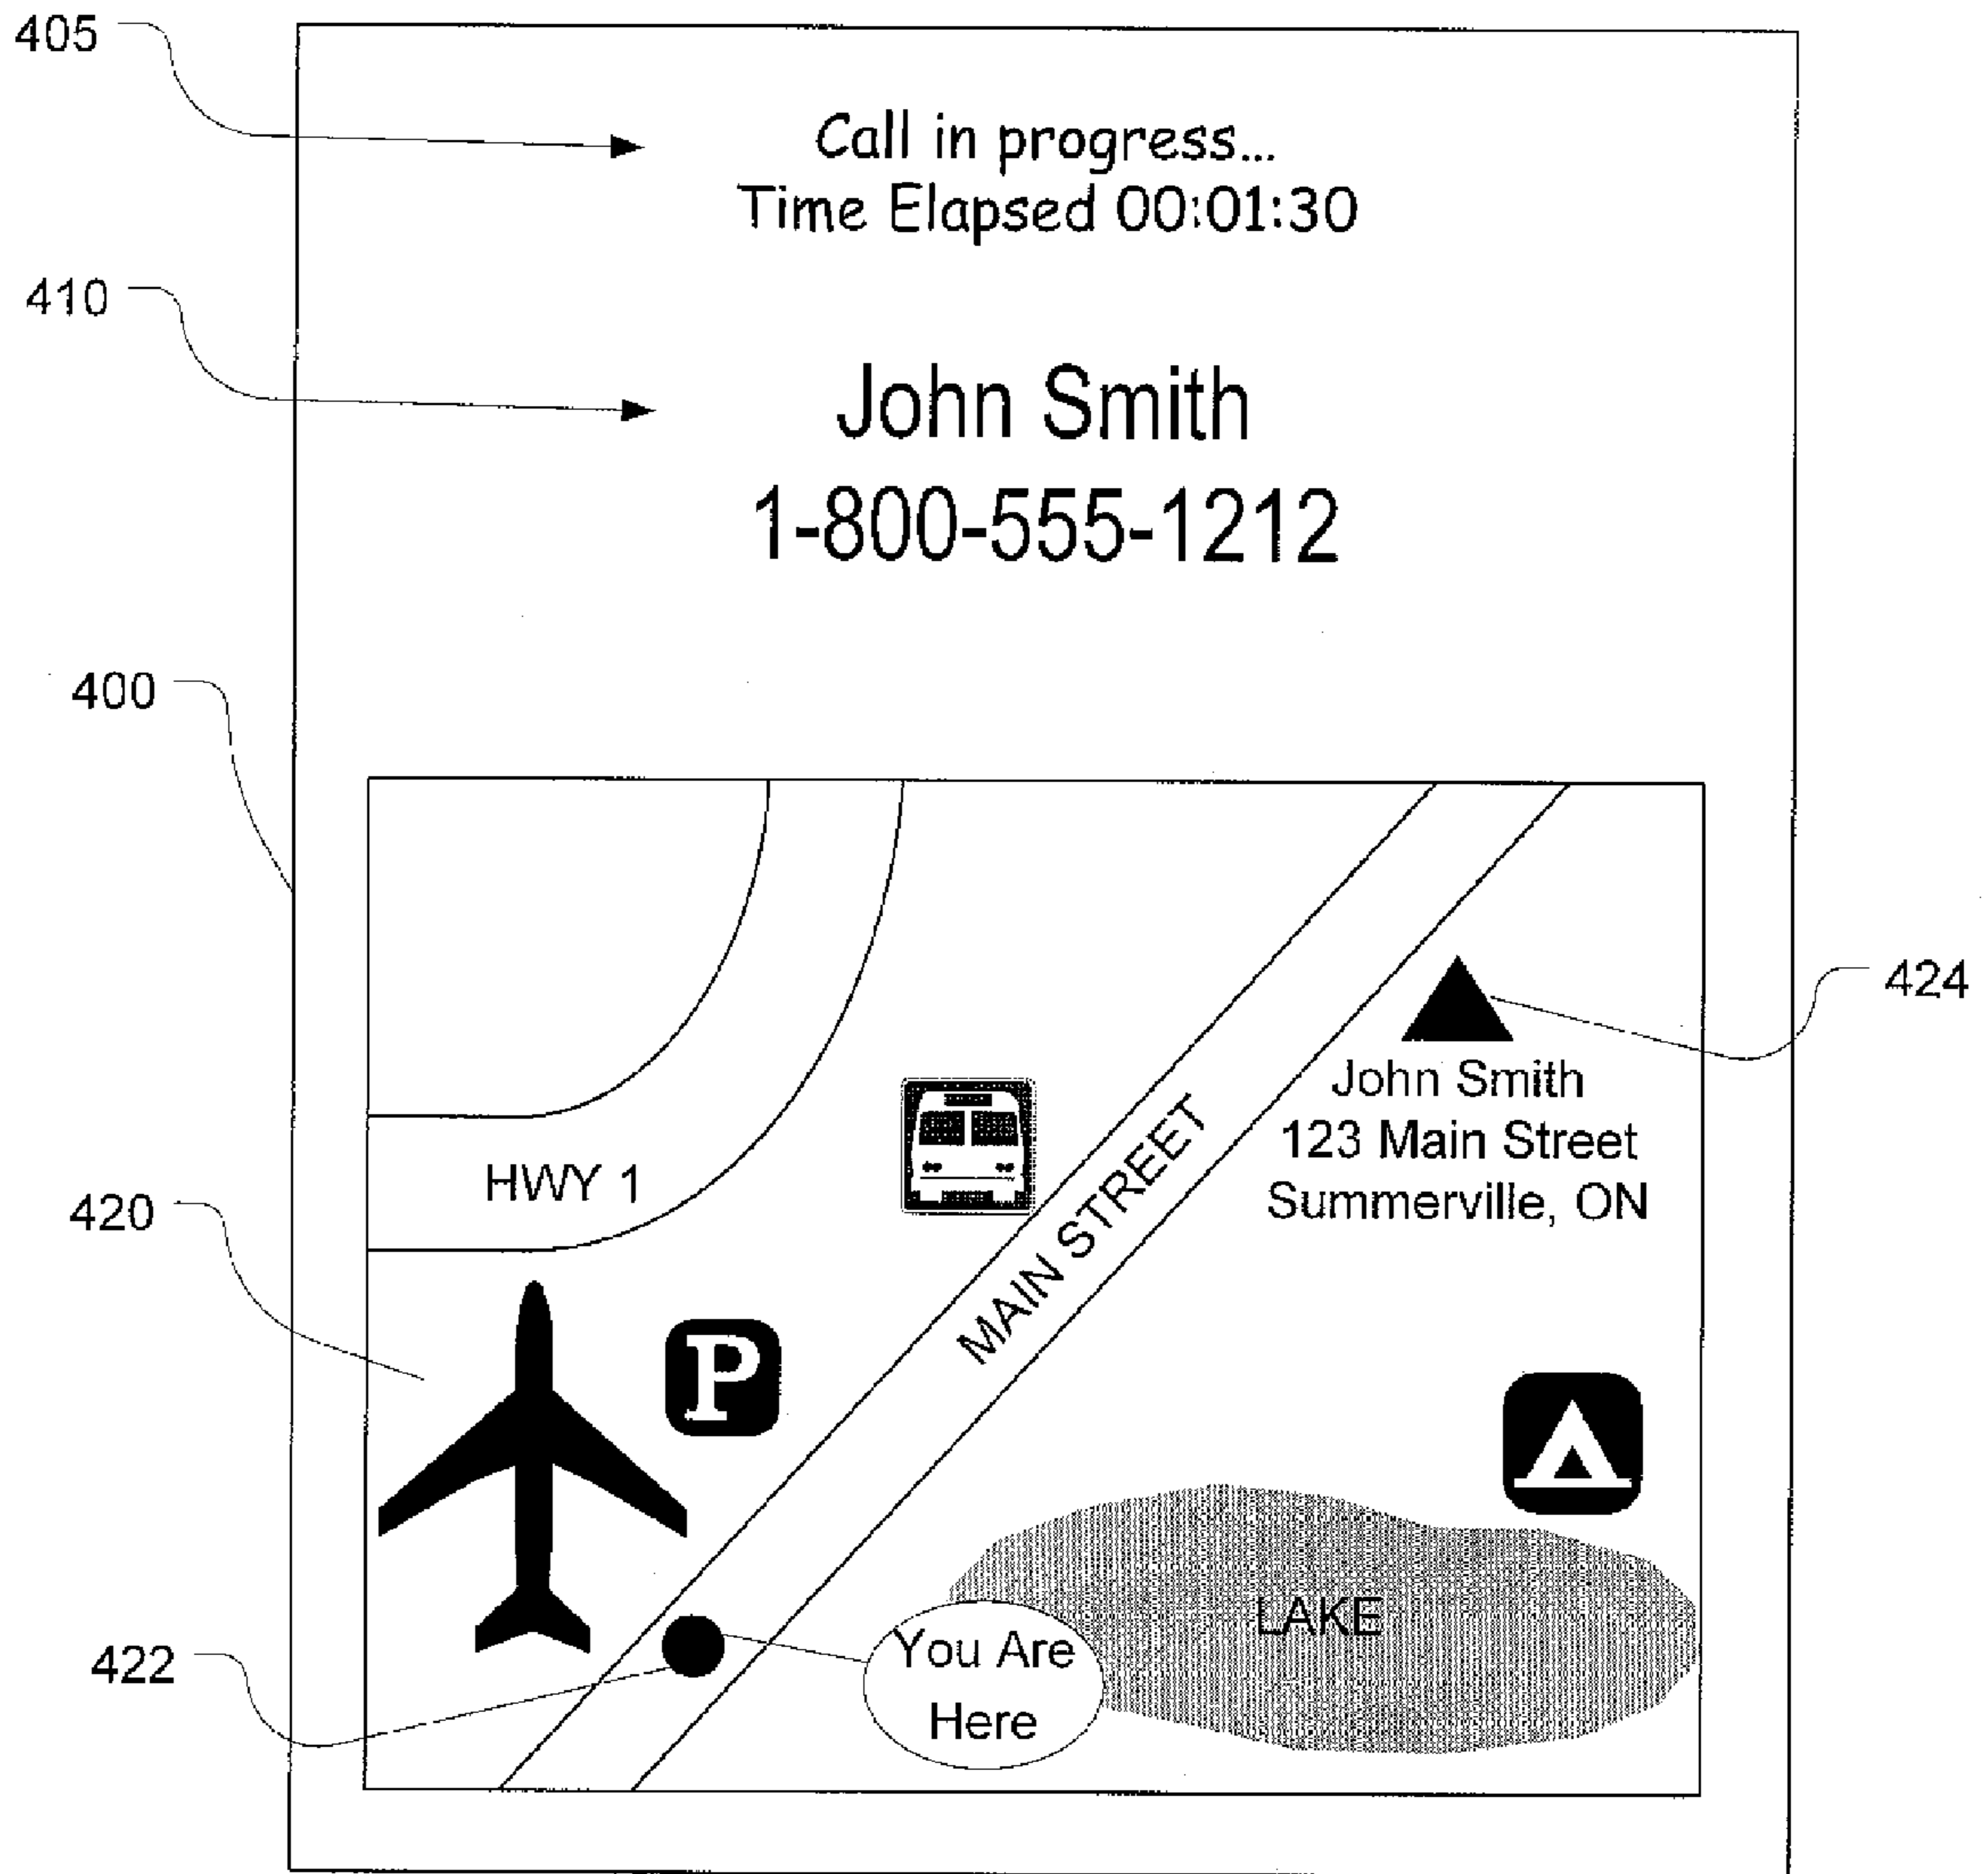 405
Call in progress...
Time Elapsed 00:01:30
410
John Smith
1-800-555-1212
400
424
John Smith
123 Main Street
Summerville, ON
HWY 1
MAIN STREET
420
P
LAKE
422
You Are
Here